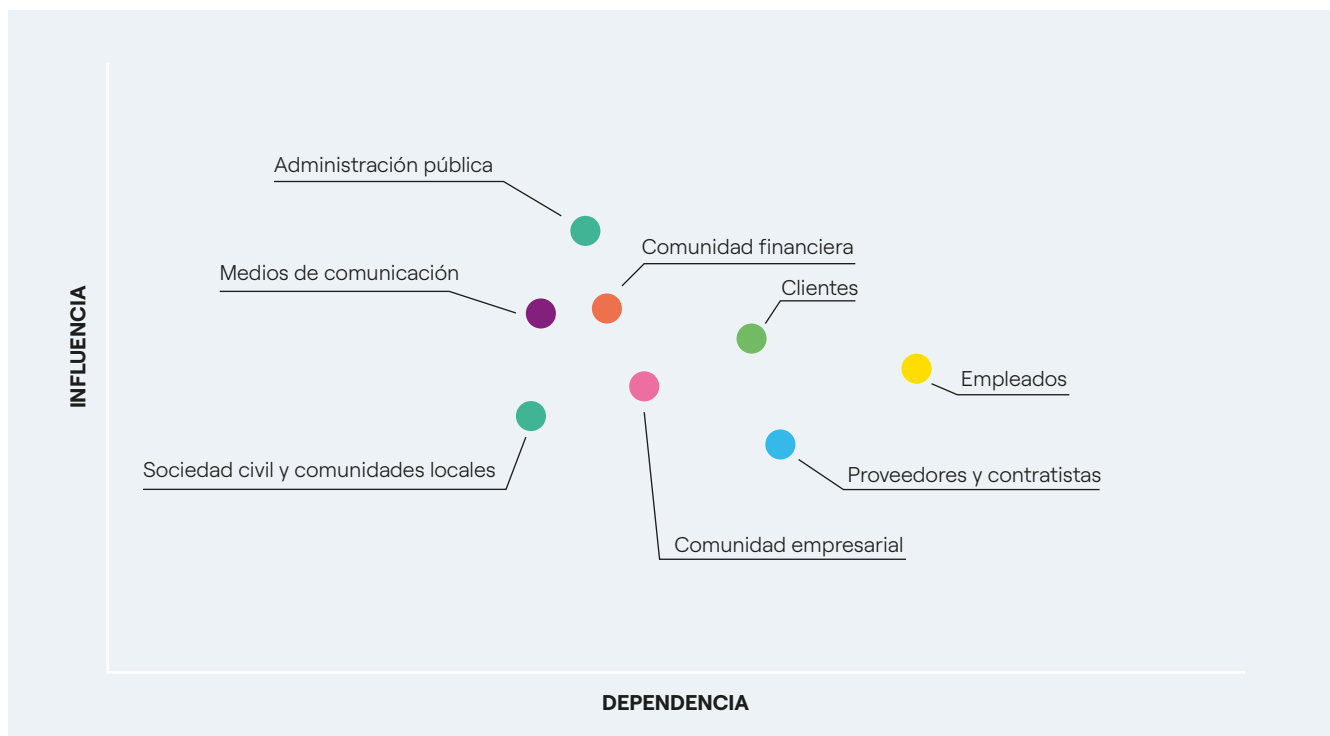 Administración pública
Comunidad financiera
Medios de comunicación
Clientes
INFLUENCIA
Empleados
Sociedad civil y comunidades locales
Proveedores y contratistas
Comunidad empresarial
DEPENDENCIA